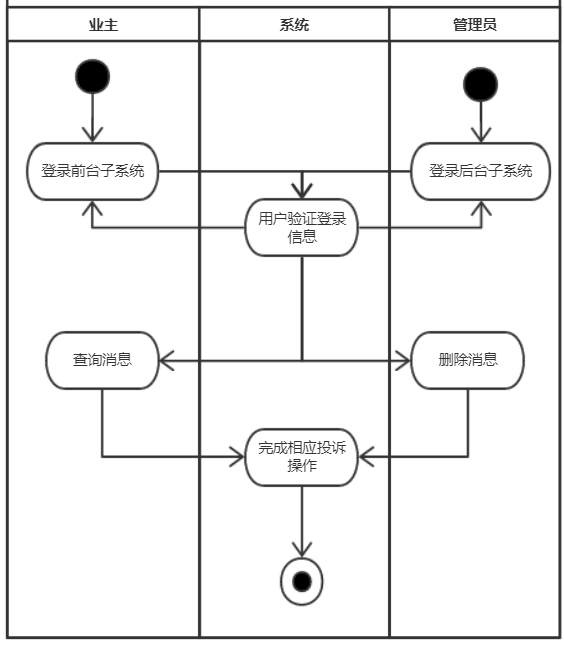 业主
系统
管理员
登录前台子系统
登录后台子系统
用户验证登录
信息
查询消息
删除消息
完成相应投诉
操作